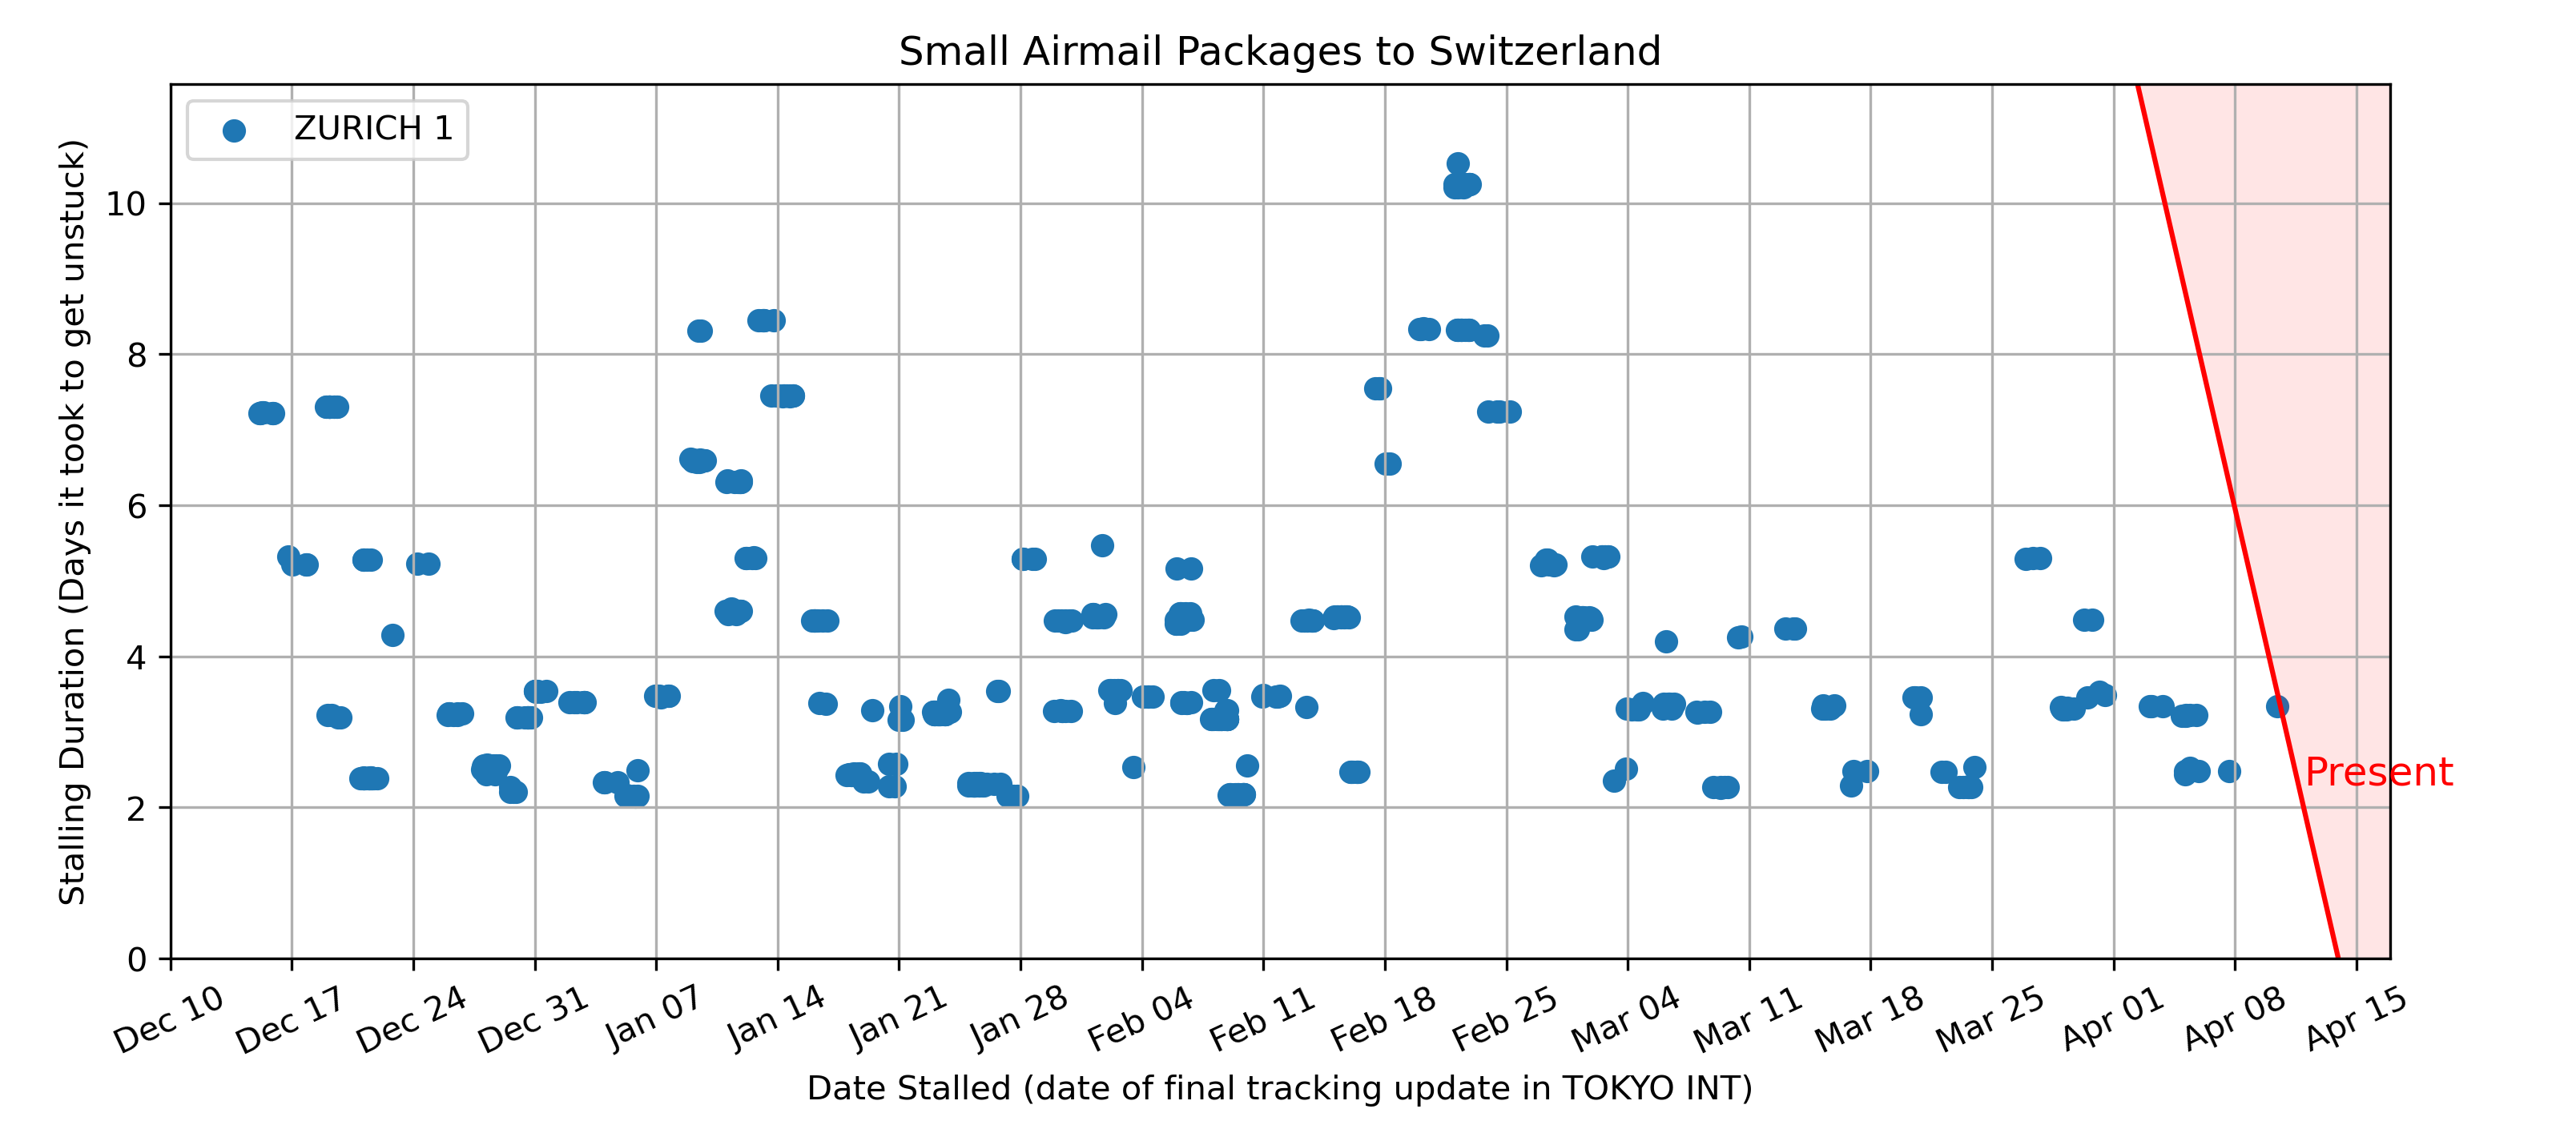 Small Airmail Packages to Switzerland
ZURICH 1
Stalling Duration (Days it took to get unstuck)
10
8
6
4
2
0
Present
Dec 10
Dec 17
Dec 24
Dec 31
Jan 07
Jan 14
Jan 21
Jan 28
Feb 04
Feb 11
Feb 18
Feb 25
Mar 04
Mar 11
Mar 18
Mar 25
Apr 01
Apr 08
Apr 15
Date Stalled (date of final tracking update in TOKYO INT)